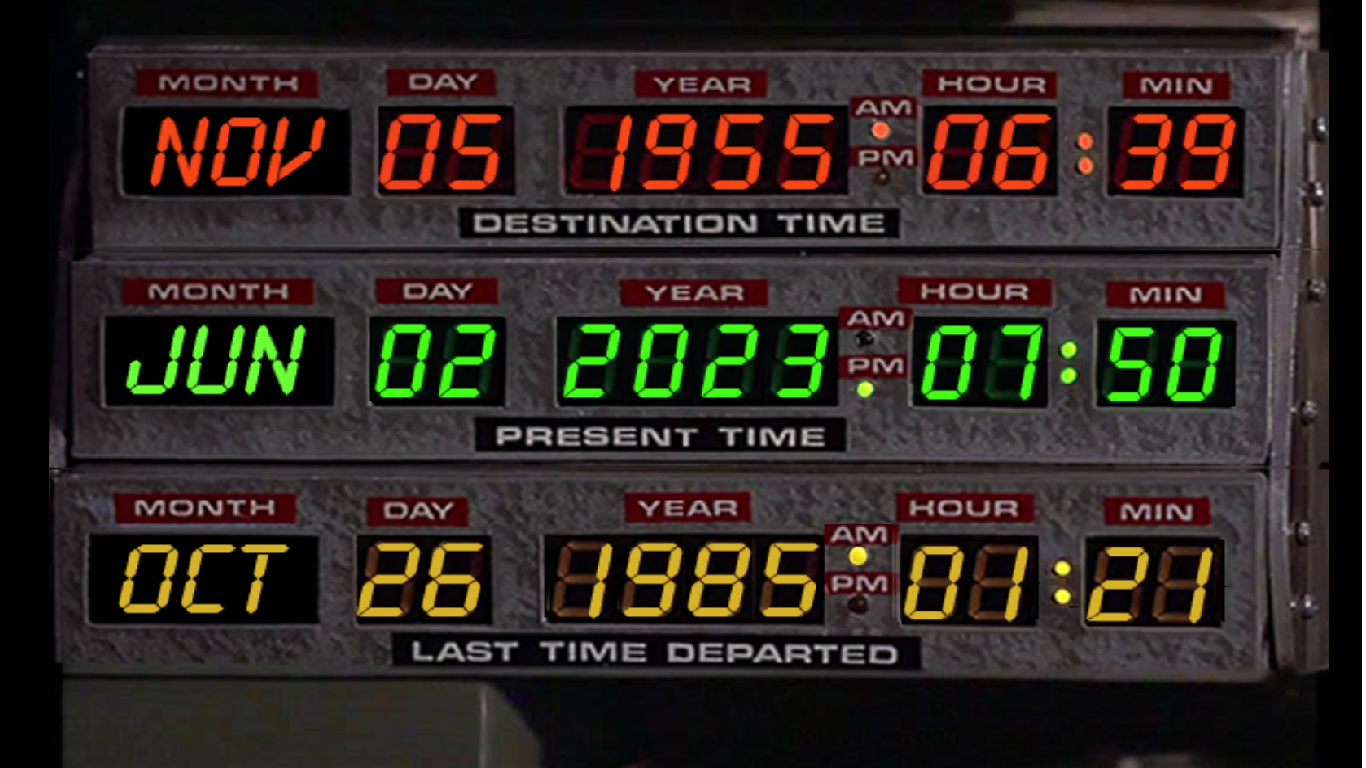 MONTH DAY YEAR AM HOUR MIN
NOV 05 1955 PM 06:39
DESTINATION TIME
MONTH DAY YEAR AM HOUR MIN
JUN 02 2023 PM 07:50
PRESENT TIME
MONTH DAY YEAR AM HOUR MIN
OCT 26 1985 PM 01:21
LAST TIME DEPARTED